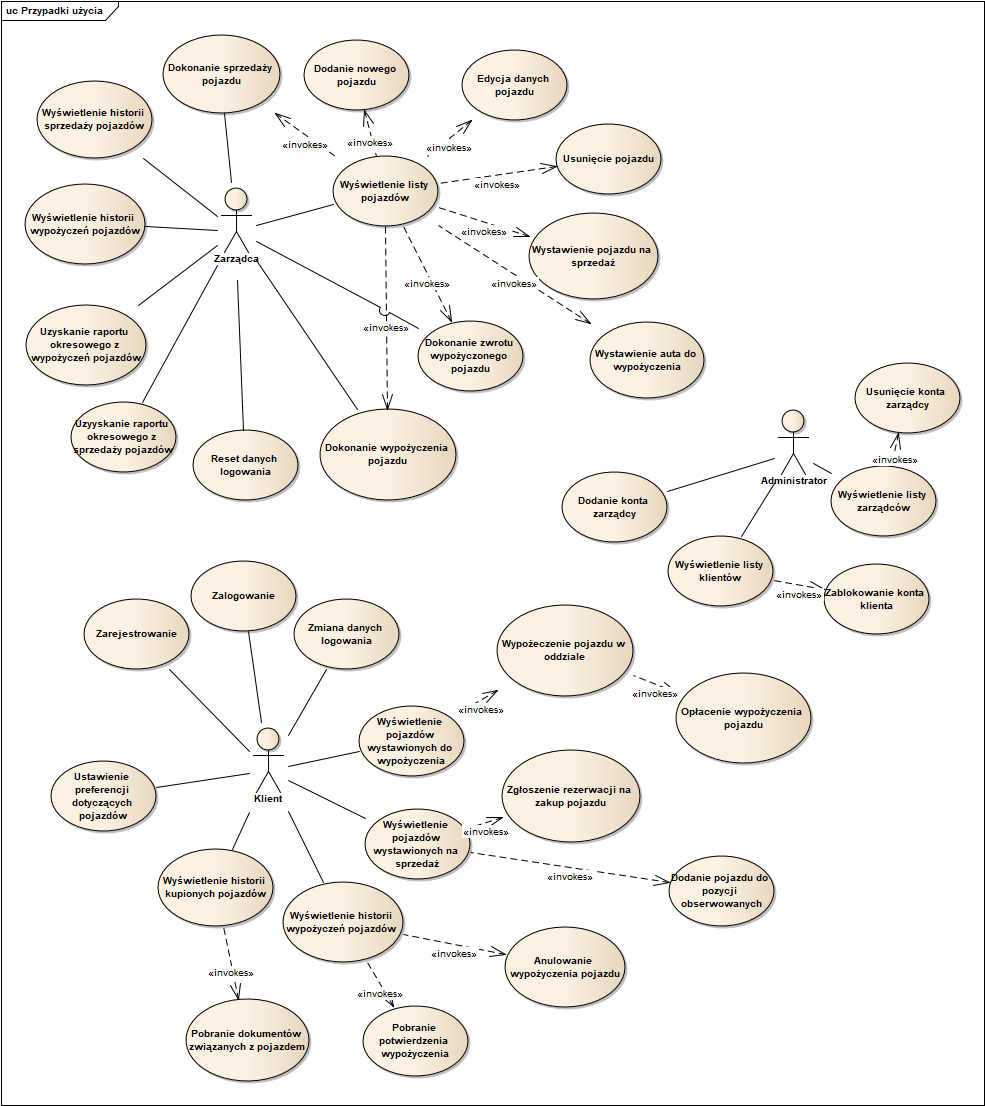 uc Przypadki użycia
Dokonanie sprzedaży
pojazdu
Dodanie nowego
pojazdu
Edycja danych
pojazdu
Wyświetlenie historii
sprzedaży pojazdów
«invokes»
«invokes»
«invokes»
Usunięcie pojazdu
Wyświetlenie listy
pojazdów
«invokes»
Wyświetlenie historii
wypożyczeń pojazdów
«invokes»
Wystawienie pojazdu na
sprzedaż
Zarządca
«invokes»
«invokes»
«invokes»
Uzyskanie raportu
okresowego z
wypożyczeń pojazdów
Dokonanie zwrotu
wypożyczonego
pojazdu
Wystawienie auta do
wypożyczenia
Usunięcie konta
zarządcy
Uzyyskanie raportu
okresowego z
sprzedaży pojazdów
Reset danych
logowania
Dokonanie wypożyczenia
pojazdu
«invokes»
Administrator
Dodanie konta
zarządcy
Wyświetlenie listy
zarządców
Wyświetlenie listy
klientów
«invokes»
Zablokowanie konta
klienta
Zalogowanie
Zarejestrowanie
Zmiana danych
logowania
Wypożeczenie pojazdu w
oddziale
«invokes»
«invokes»
Opłacenie wypożyczenia
pojazdu
Wyświetlenie
pojazdów
wystawionych do
wypożyczenia
Klient
Ustawienie
preferencji
dotyczących
pojazdów
Zgłoszenie rezerwacji na
zakup pojazdu
Wyświetlenie
pojazdów
wystawionych na
sprzedaż
«invokes»
«invokes»
Dodanie pojazdu do
pozycji
obserwowanych
Wyświetlenie historii
kupionych pojazdów
Wyświetlenie historii
wypożyczeń pojazdów
«invokes»
Anulowanie
wypożyczenia pojazdu
«invokes»
«invokes»
Pobranie dokumentów
związanych z pojazdem
Pobranie
potwierdzenia
wypożyczenia